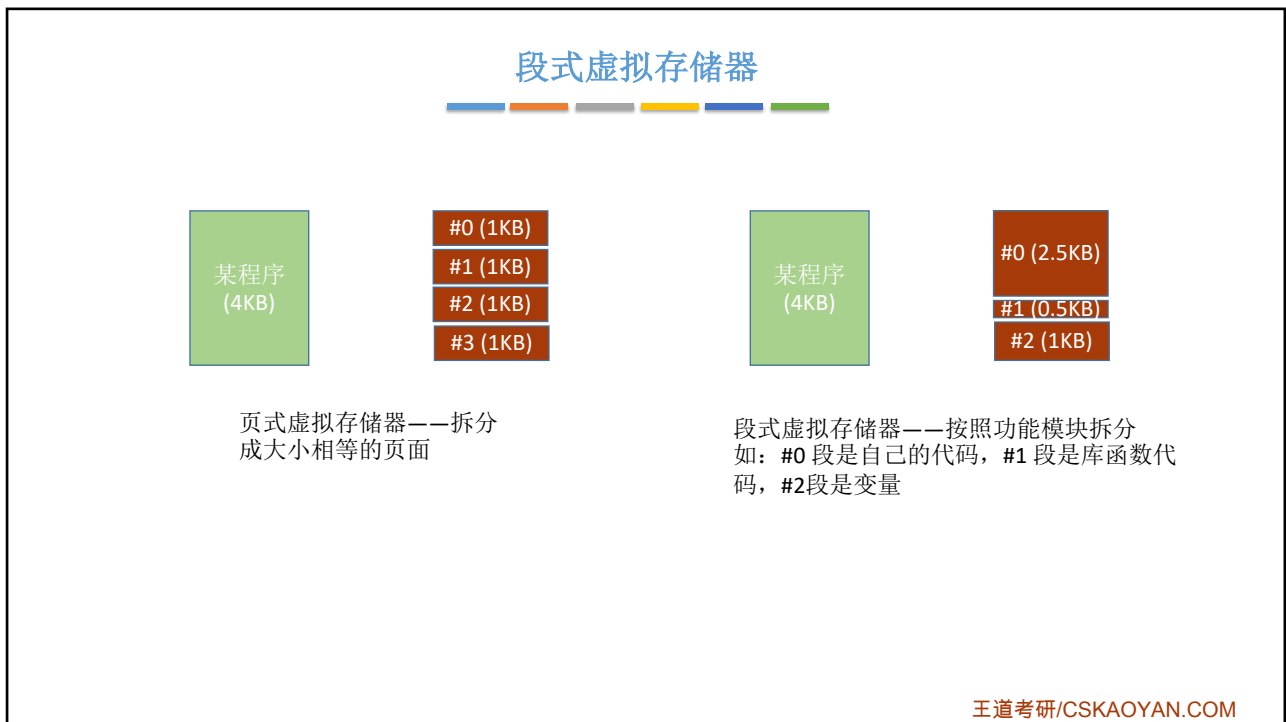 段式虚拟存储器
某程序
(4KB)
#0 (1KB)
#1 (1KB)
#2 (1KB)
#3 (1KB)
页式虚拟存储器——拆分
成大小相等的页面
某程序
(4KB)
#0 (2.5KB)
#1 (0.5KB)
#2 (1KB)
段式虚拟存储器——按照功能模块拆分
如：#0 段是自己的代码，#1 段是库函数代
码，#2段是变量
王道考研/CSKAOYAN.COM